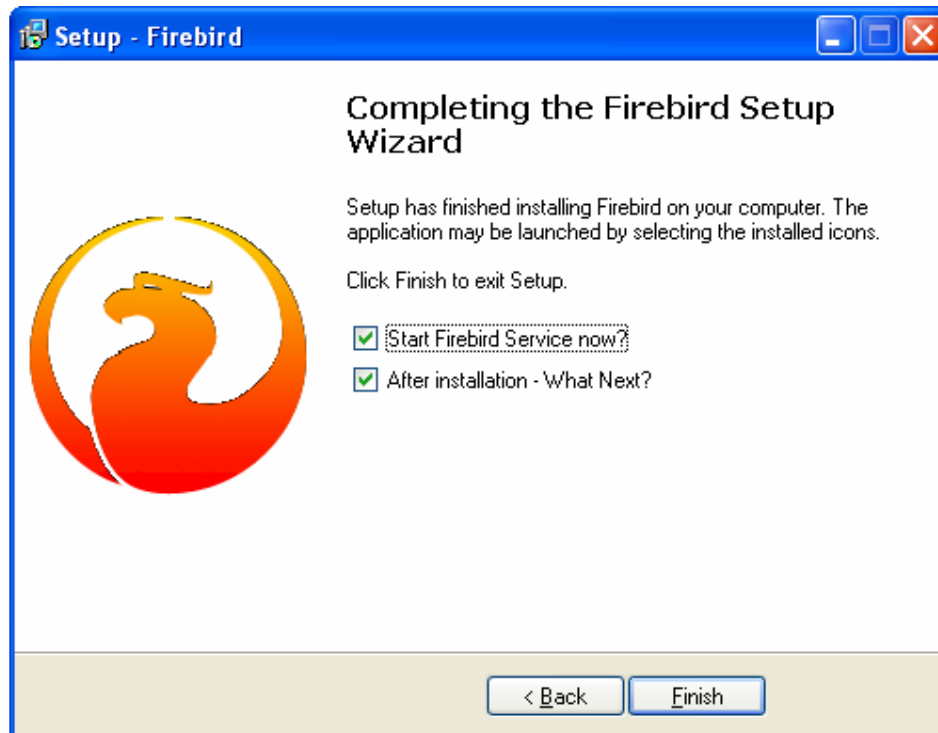 Setup - Firebird
Completing the Firebird Setup
Wizard
Setup has finished installing Firebird on your computer. The
application may be launched by selecting the installed icons.
Click Finish to exit Setup.
Start Firebird Service now?
After installation - What Next?
< Back
Finish